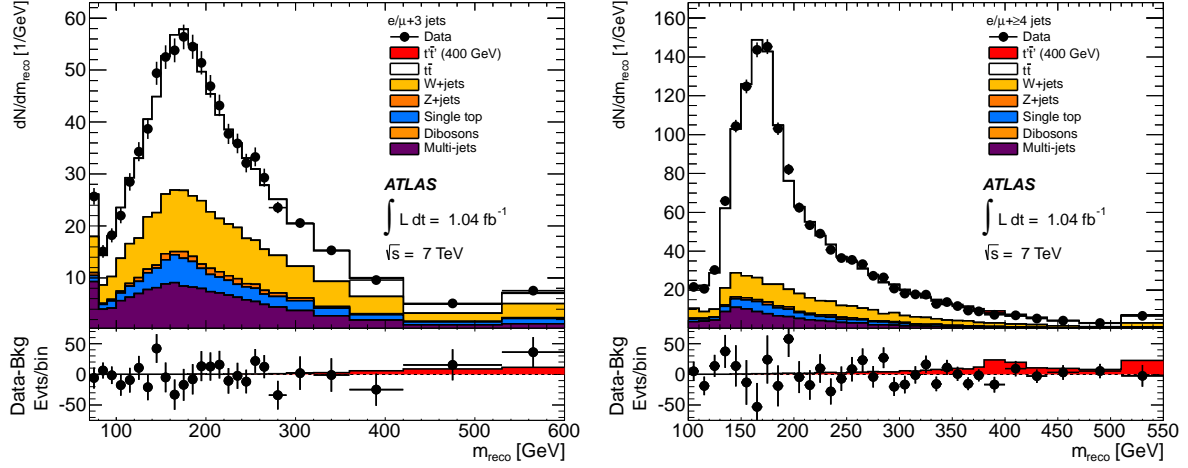 dN/dm_reco [1/GeV]
60
50
40
30
20
10
e/μ+3 jets
Data
t't̄' (400 GeV)
tt̄
W+jets
Z+jets
Single top
Dibosons
Multi-jets
ATLAS
∫ L dt = 1.04 fb⁻¹
√s = 7 TeV
Data-Bkg
Evts/bin
50
0
-50
100 200 300 400 500 600
m_reco [GeV]
dN/dm_reco [1/GeV]
160
140
120
100
80
60
40
20
e/μ+≥4 jets
Data
t't̄' (400 GeV)
tt̄
W+jets
Z+jets
Single top
Dibosons
Multi-jets
ATLAS
∫ L dt = 1.04 fb⁻¹
√s = 7 TeV
Data-Bkg
Evts/bin
50
0
-50
100 150 200 250 300 350 400 450 500 550
m_reco [GeV]